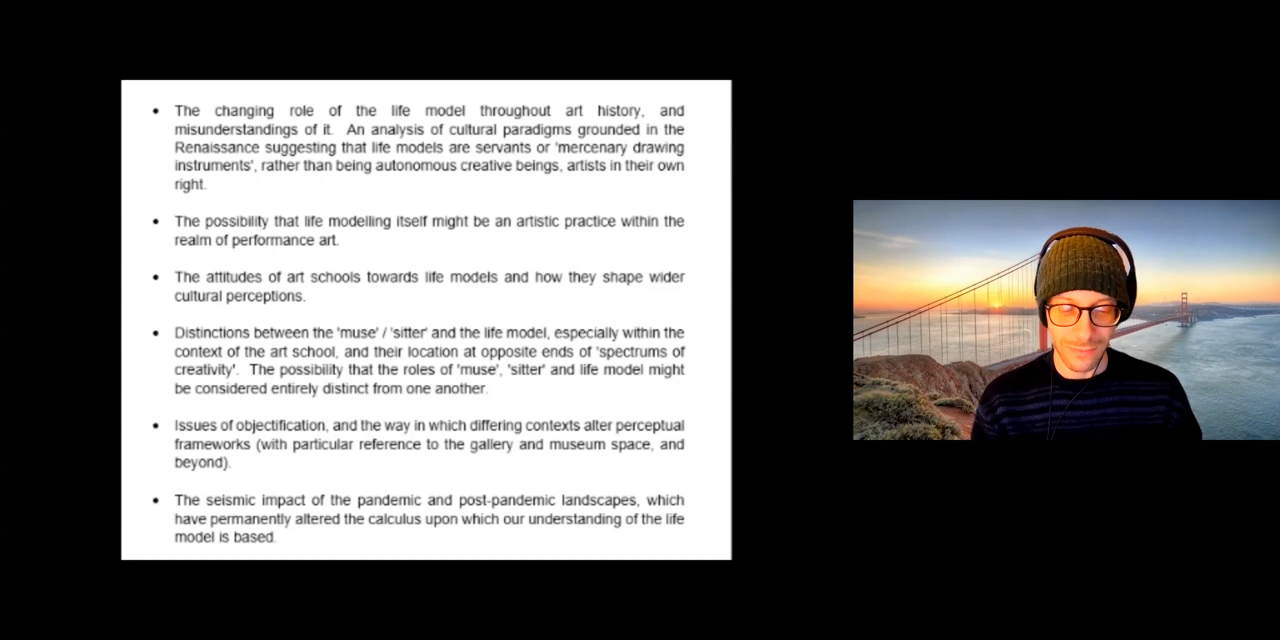 • The changing role of the life model throughout art history, and
misunderstandings of it. An analysis of cultural paradigms grounded in the
Renaissance suggesting that life models are servants or 'mercenary drawing
instruments', rather than being autonomous creative beings, artists in their own
right.
• The possibility that life modelling itself might be an artistic practice within the
realm of performance art.
• The attitudes of art schools towards life models and how they shape wider
cultural perceptions.
• Distinctions between the 'muse' / 'sitter' and the life model, especially within the
context of the art school, and their location at opposite ends of 'spectrums of
creativity'. The possibility that the roles of 'muse', 'sitter' and life model might
be considered entirely distinct from one another.
• Issues of objectification, and the way in which differing contexts alter perceptual
frameworks (with particular reference to the gallery and museum space, and
beyond).
• The seismic impact of the pandemic and post-pandemic landscapes, which
have permanently altered the calculus upon which our understanding of the life
model is based.